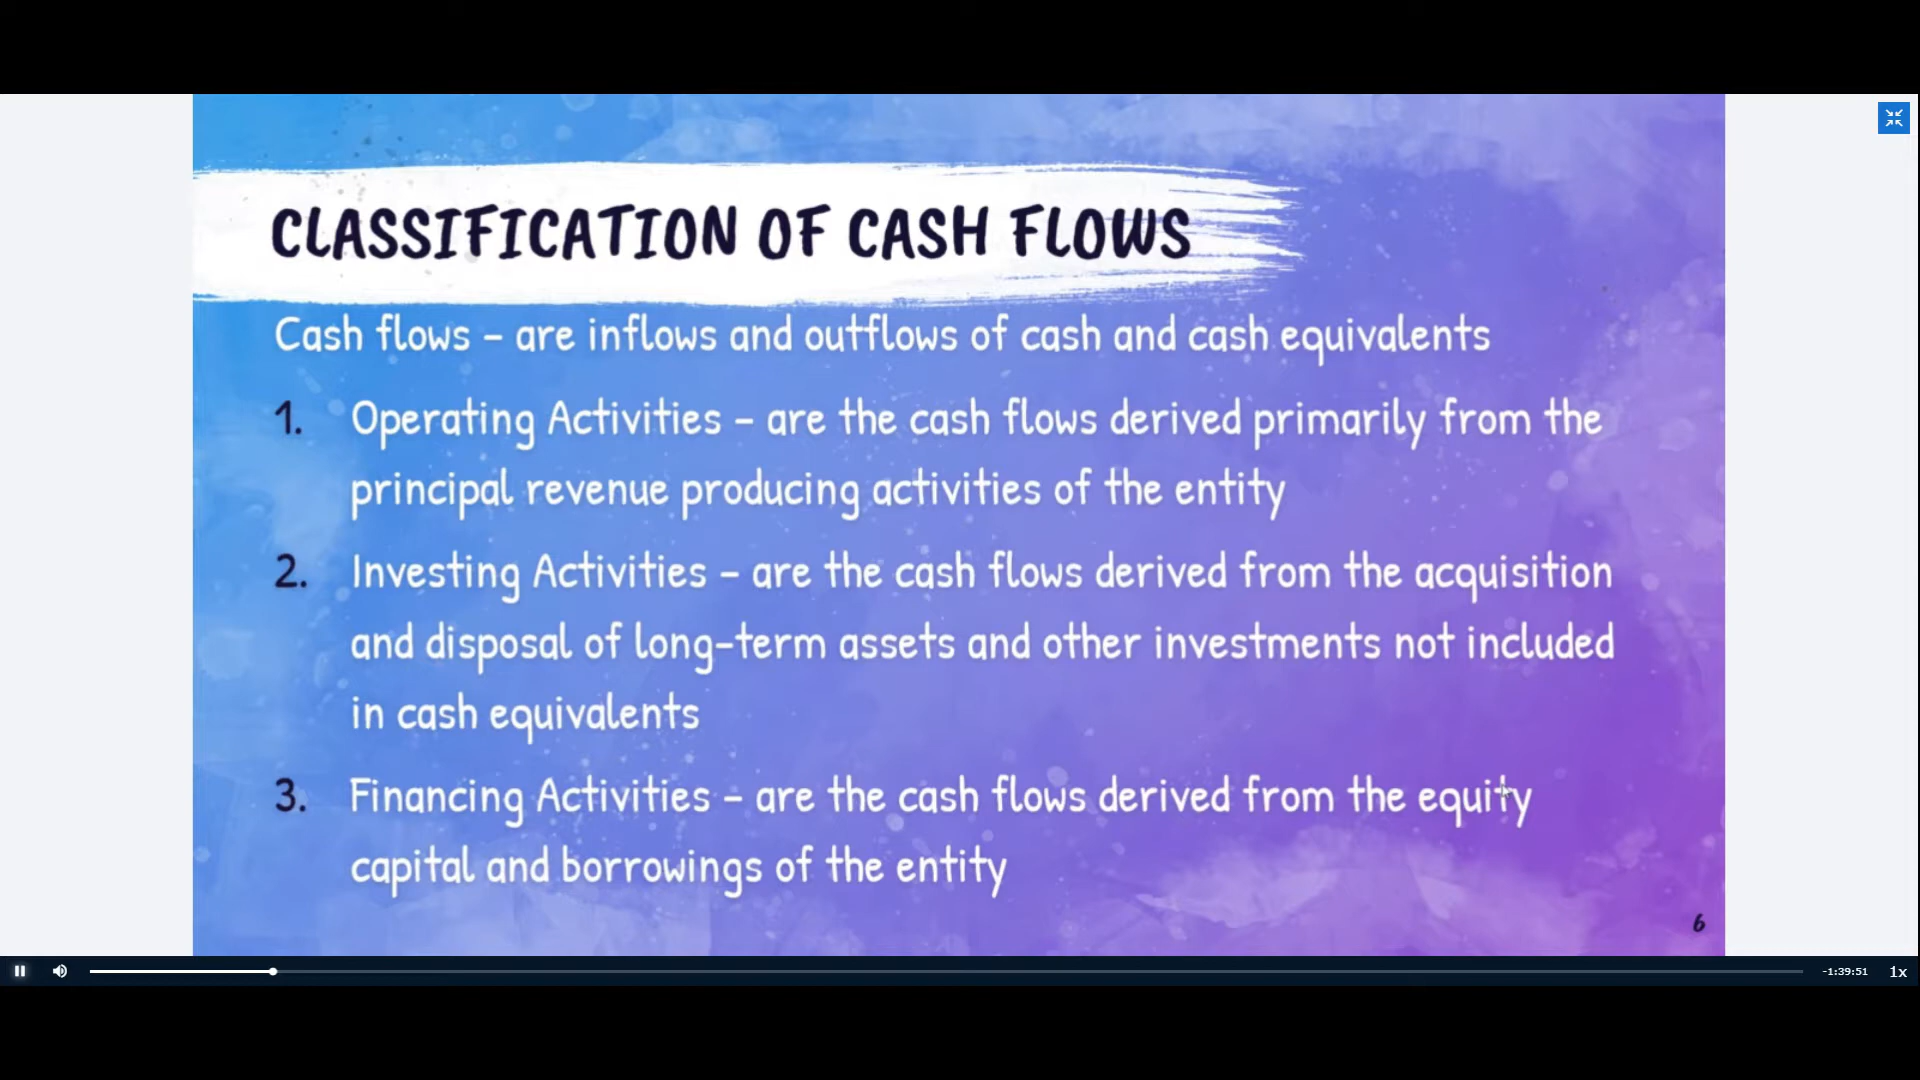 CLASSIFICATION OF CASH FLOWS
Cash flows – are inflows and outflows of cash and cash equivalents
1. Operating Activities – are the cash flows derived primarily from the
principal revenue producing activities of the entity
2. Investing Activities – are the cash flows derived from the acquisition
and disposal of long-term assets and other investments not included
in cash equivalents
3. Financing Activities – are the cash flows derived from the equity
capital and borrowings of the entity
6
-1:39:51
1x